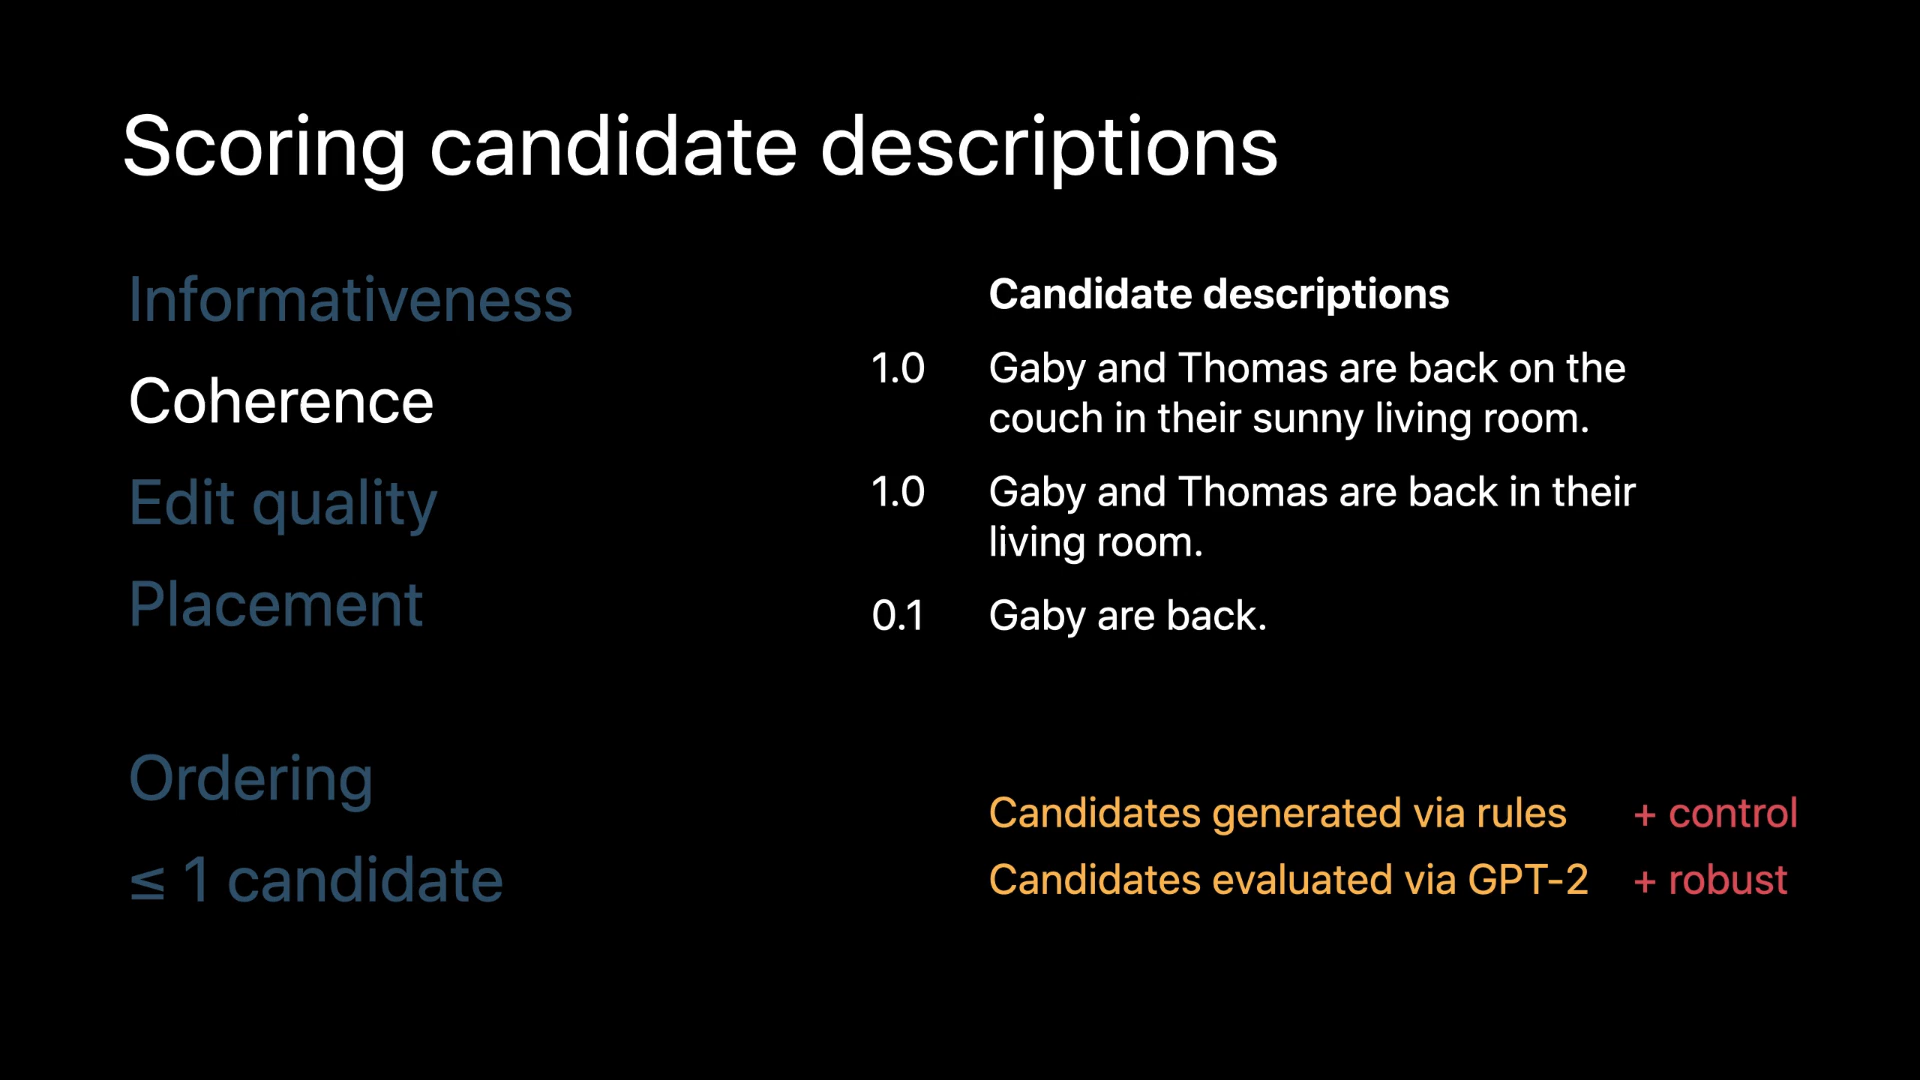 Scoring candidate descriptions
Informativeness
Coherence
Edit quality
Placement
Ordering
≤ 1 candidate
Candidate descriptions
1.0 Gaby and Thomas are back on the
couch in their sunny living room.
1.0 Gaby and Thomas are back in their
living room.
0.1 Gaby are back.
Candidates generated via rules + control
Candidates evaluated via GPT-2 + robust